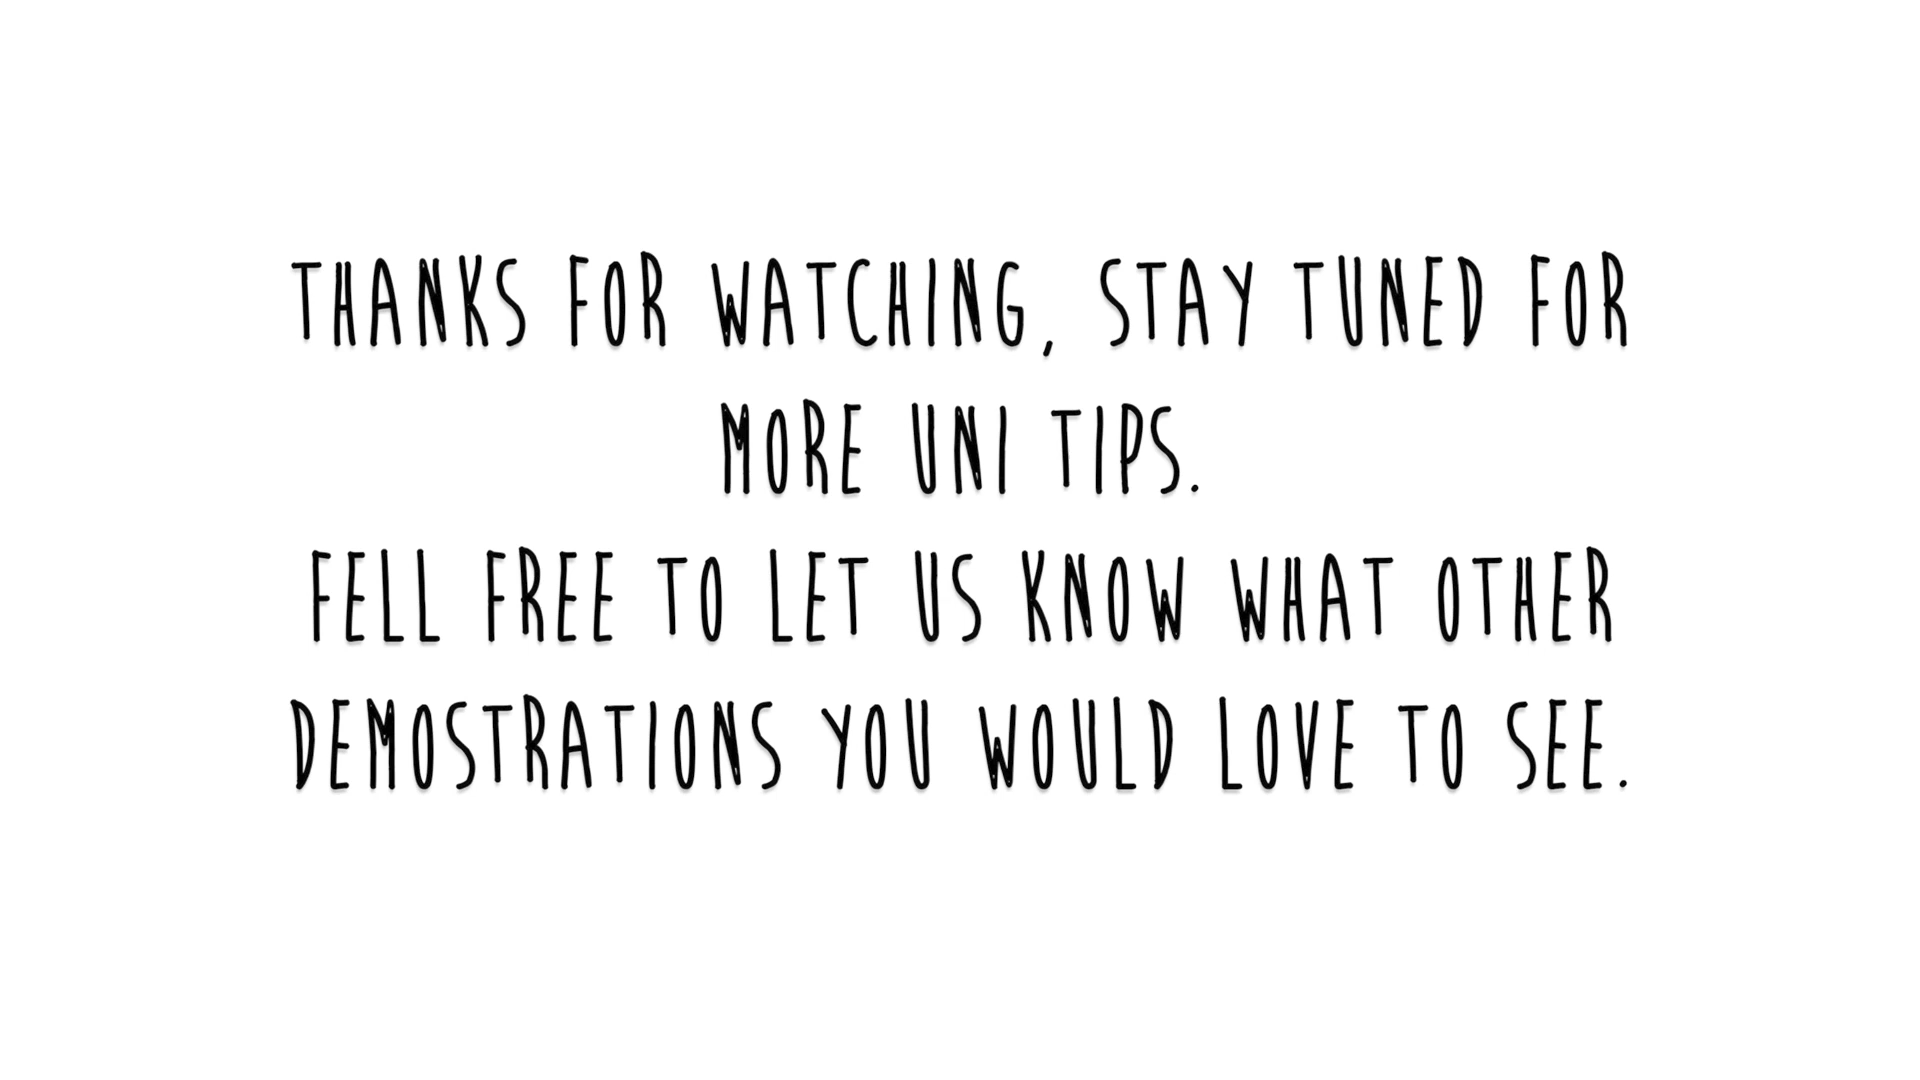 THANKS FOR WATCHING, STAY TUNED FOR
MORE UNI TIPS.
FELL FREE TO LET US KNOW WHAT OTHER
DEMOSTRATIONS YOU WOULD LOVE TO SEE.